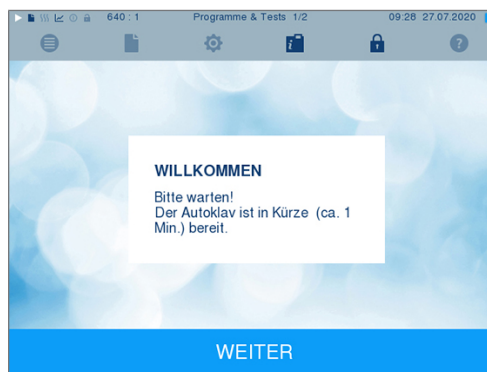 640 : 1 Programme & Tests 1/2 09:28 27.07.2020
i
?
WILLKOMMEN
Bitte warten!
Der Autoklav ist in Kürze (ca. 1
Min.) bereit.
WEITER